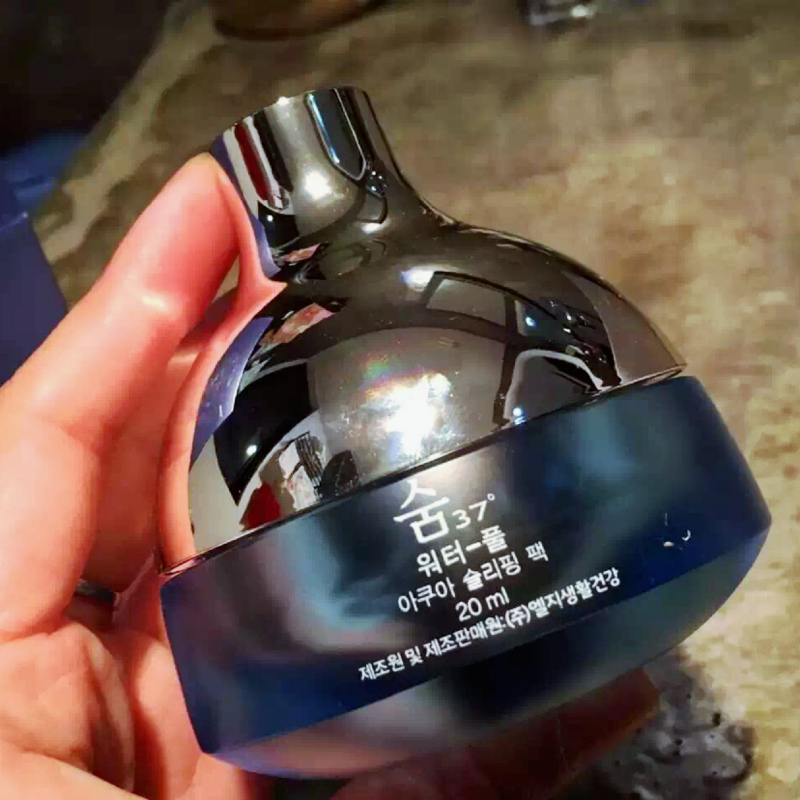 숨37°
워터-풀
아쿠아 슬리핑 팩
20 ml
제조원 및 제조판매원:(주)엘지생활건강